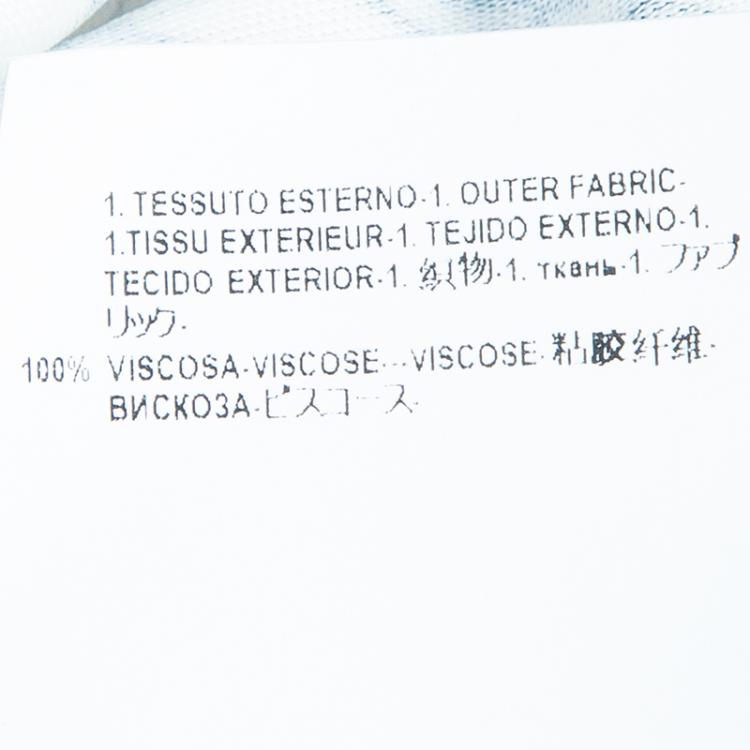 1. TESSUTO ESTERNO-1. OUTER FABRIC-
1.TISSU EXTERIEUR-1. TEJIDO EXTERNO-1.
TECIDO EXTERIOR-1. 织物-1. ткань-1. ファブ
リック-
100% VISCOSA-VISCOSE---VISCOSE-粘胶纤维-
ВИСКОЗА-ビスコース-